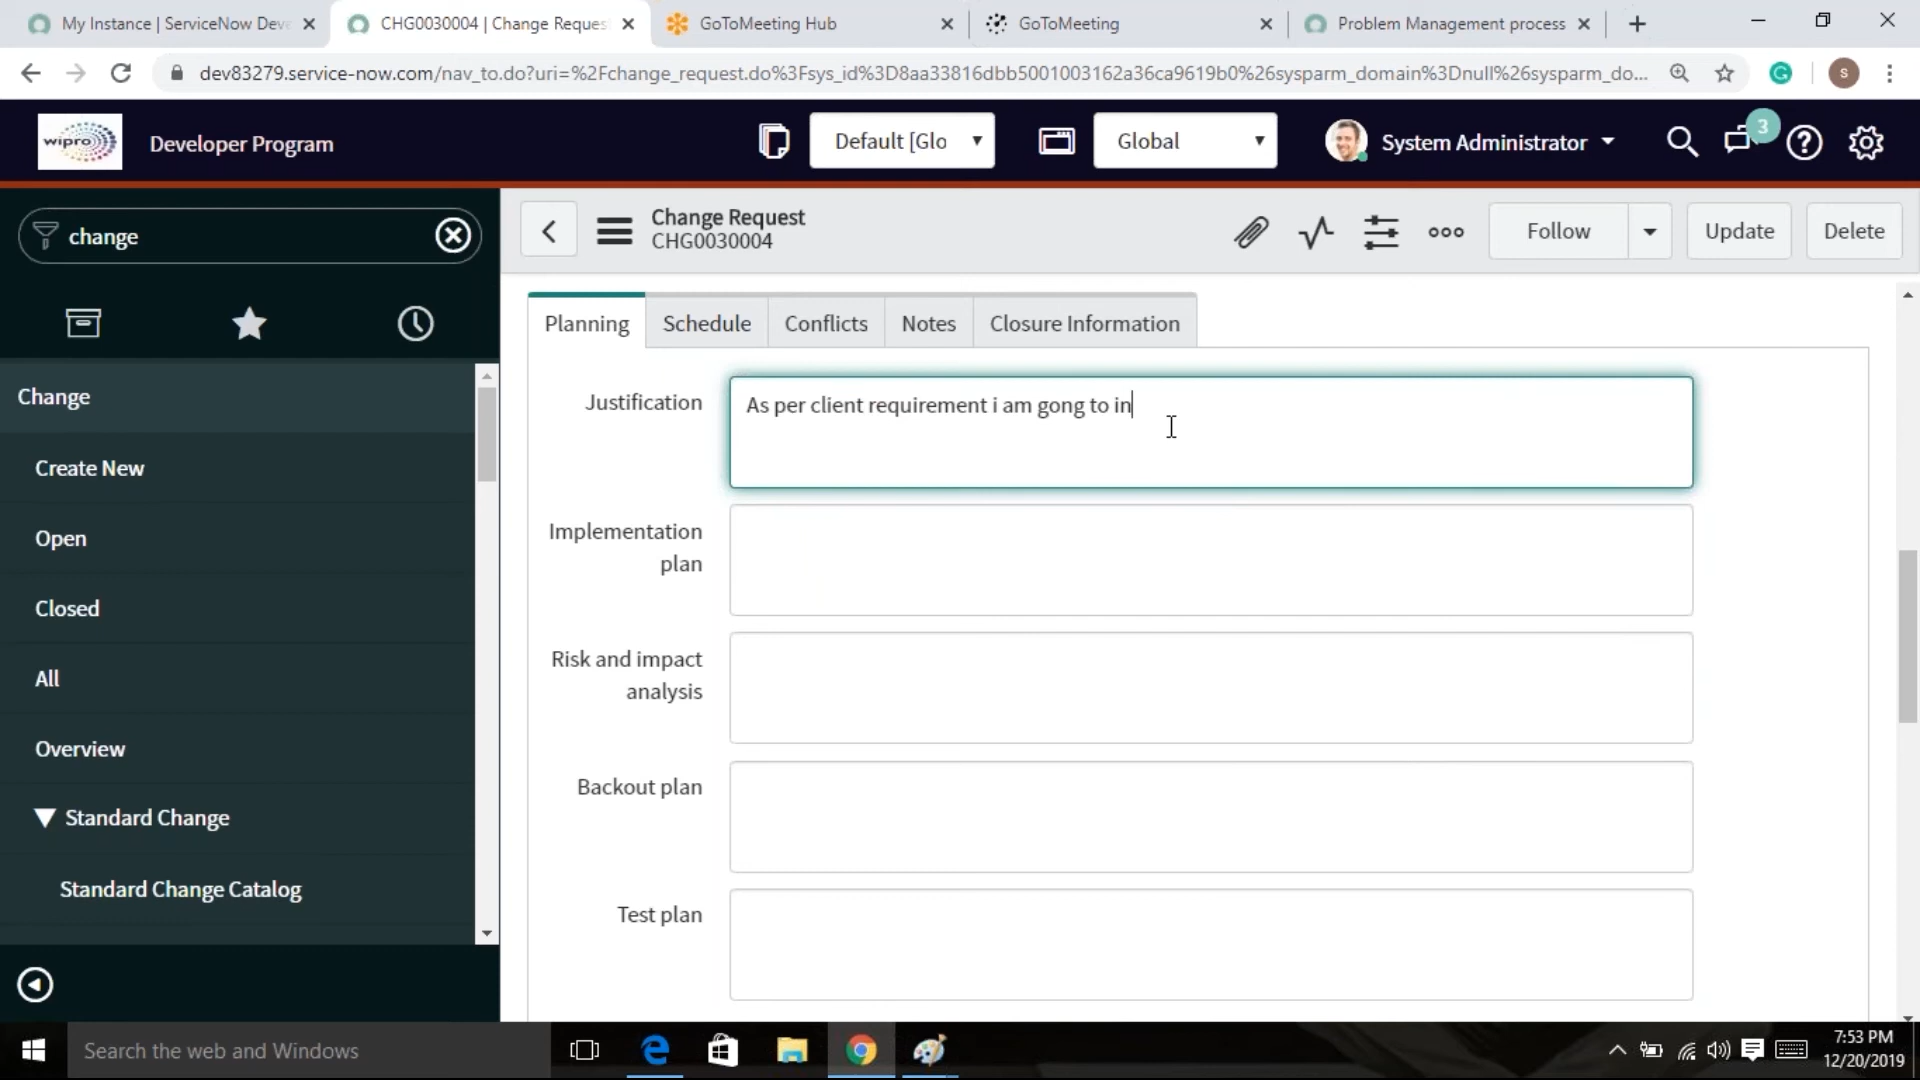 My Instance | ServiceNow Deve
CHG0030004 | Change Reques
GoToMeeting Hub
GoToMeeting
Problem Management process
dev83279.service-now.com/nav_to.do?uri=%2Fchange_request.do%3Fsys_id%3D8aa33816dbb5001003162a36ca9619b0%26sysparm_domain%3Dnull%26sysparm_do...
s
wipro
Developer Program
Default [Glo
Global
System Administrator
3
change
Change Request
CHG0030004
Follow
Update
Delete
Change
Create New
Open
Closed
All
Overview
Standard Change
Standard Change Catalog
Planning
Schedule
Conflicts
Notes
Closure Information
Justification
As per client requirement i am gong to in
Implementation
plan
Risk and impact
analysis
Backout plan
Test plan
Search the web and Windows
7:53 PM
12/20/2019